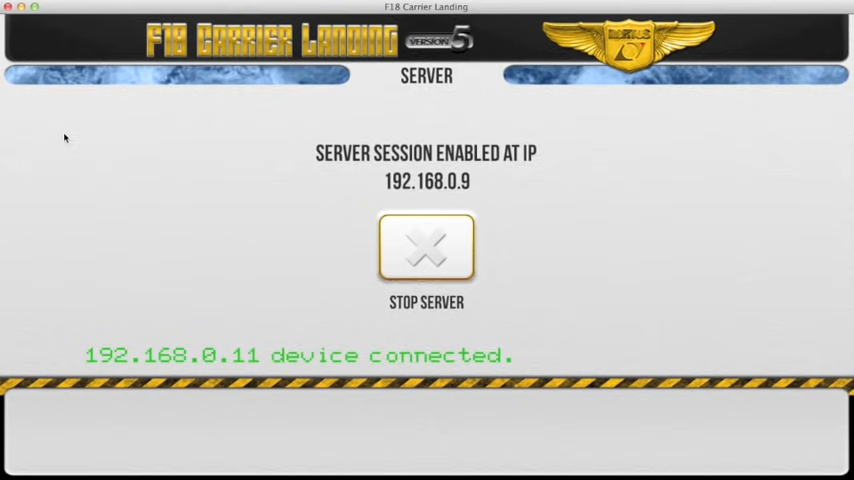 F18 Carrier Landing
F18 CARRIER LANDING VERSION 5
RORTOS
SERVER
SERVER SESSION ENABLED AT IP
192.168.0.9
STOP SERVER
192.168.0.11 device connected.